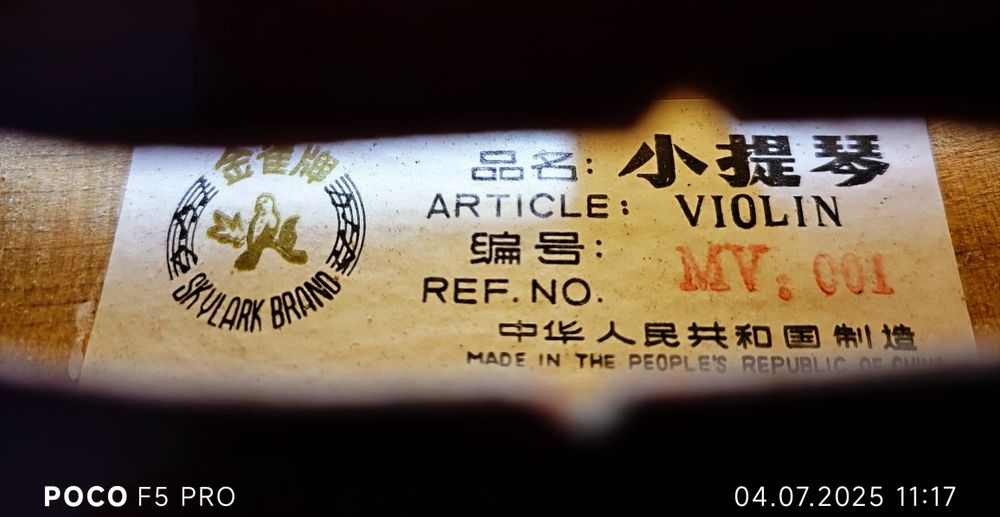 金雀牌
SKYLARK BRAND
品名: 小提琴
ARTICLE: VIOLIN
编号:
REF. NO. MV: 001
中华人民共和国制造
MADE IN THE PEOPLE'S REPUBLIC OF CHINA
POCO F5 PRO
04.07.2025 11:17